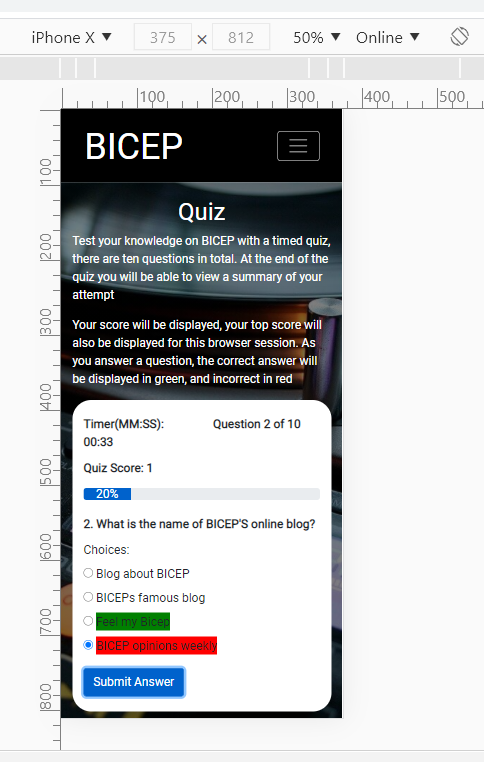 iPhone X ▼ 375 × 812 50% ▼ Online ▼
100 200 300 400 500
100
200
300
400
500
600
700
800
BICEP
Quiz
Test your knowledge on BICEP with a timed quiz,
there are ten questions in total. At the end of the
quiz you will be able to view a summary of your
attempt
Your score will be displayed, your top score will
also be displayed for this browser session. As
you answer a question, the correct answer will
be displayed in green, and incorrect in red
Timer(MM:SS): Question 2 of 10
00:33
Quiz Score: 1
20%
2. What is the name of BICEP'S online blog?
Choices:
Blog about BICEP
BICEPs famous blog
Feel my Bicep
BICEP opinions weekly
Submit Answer